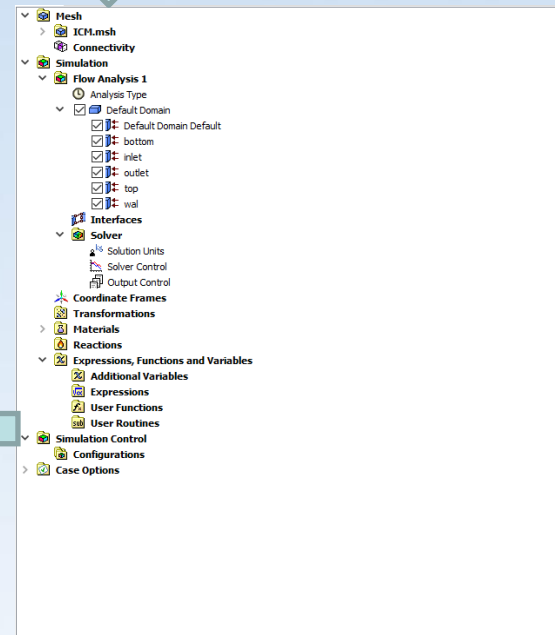 Mesh
ICM.msh
Connectivity
Simulation
Flow Analysis 1
Analysis Type
Default Domain
Default Domain Default
bottom
inlet
outlet
top
wal
Interfaces
Solver
Solution Units
Solver Control
Output Control
Coordinate Frames
Transformations
Materials
Reactions
Expressions, Functions and Variables
Additional Variables
Expressions
User Functions
User Routines
Simulation Control
Configurations
Case Options